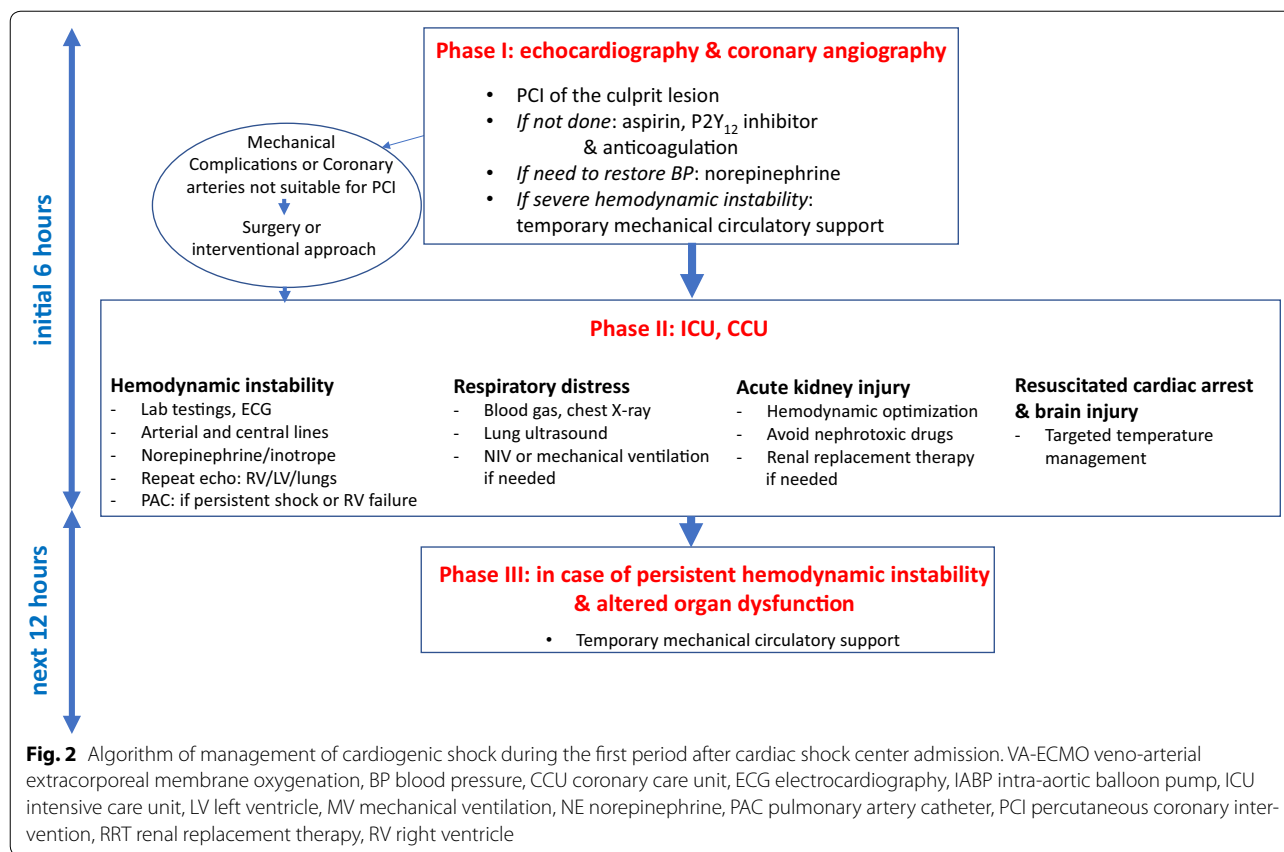 Phase I: echocardiography & coronary angiography
• PCI of the culprit lesion
• If not done: aspirin, P2Y12 inhibitor
& anticoagulation
• If need to restore BP: norepinephrine
• If severe hemodynamic instability:
temporary mechanical circulatory support
Mechanical
Complications or Coronary
arteries not suitable for PCI
Surgery or
interventional approach
initial 6 hours
Phase II: ICU, CCU
Hemodynamic instability
- Lab testings, ECG
- Arterial and central lines
- Norepinephrine/inotrope
- Repeat echo: RV/LV/lungs
- PAC: if persistent shock or RV failure
Respiratory distress
- Blood gas, chest X-ray
- Lung ultrasound
- NIV or mechanical ventilation
if needed
Acute kidney injury
- Hemodynamic optimization
- Avoid nephrotoxic drugs
- Renal replacement therapy
if needed
Resuscitated cardiac arrest
& brain injury
- Targeted temperature
management
next 12 hours
Phase III: in case of persistent hemodynamic instability
& altered organ dysfunction
• Temporary mechanical circulatory support
Fig. 2 Algorithm of management of cardiogenic shock during the first period after cardiac shock center admission. VA-ECMO veno-arterial
extracorporeal membrane oxygenation, BP blood pressure, CCU coronary care unit, ECG electrocardiography, IABP intra-aortic balloon pump, ICU
intensive care unit, LV left ventricle, MV mechanical ventilation, NE norepinephrine, PAC pulmonary artery catheter, PCI percutaneous coronary inter-
vention, RRT renal replacement therapy, RV right ventricle